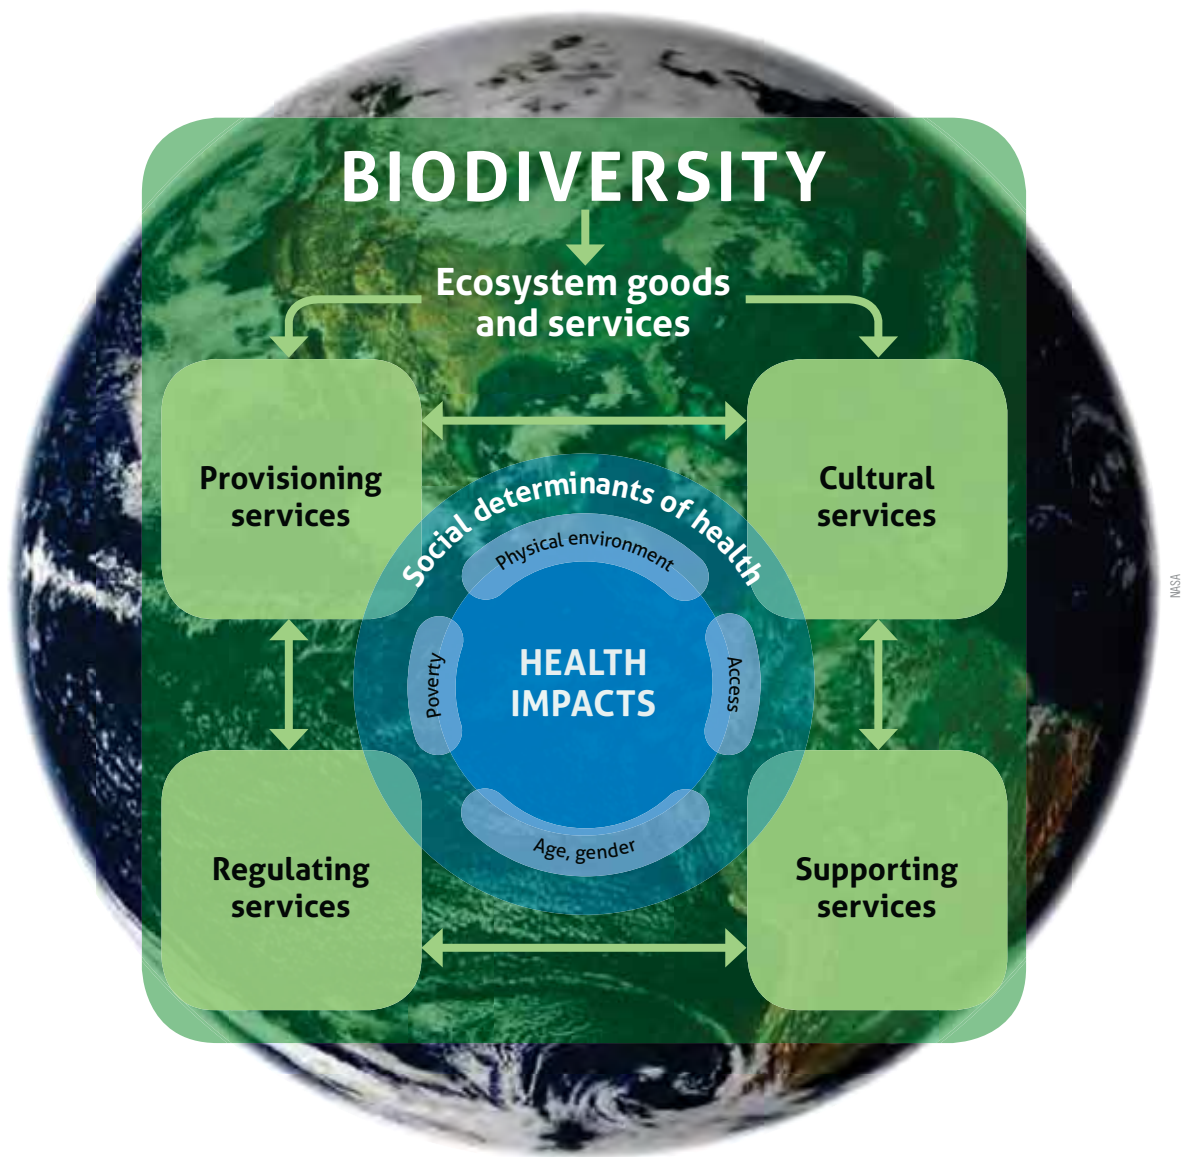 BIODIVERSITY
Ecosystem goods
and services
Provisioning
services
Cultural
services
Social determinants of health
Physical environment
Poverty
HEALTH
IMPACTS
Access
Age, gender
Regulating
services
Supporting
services
NASA